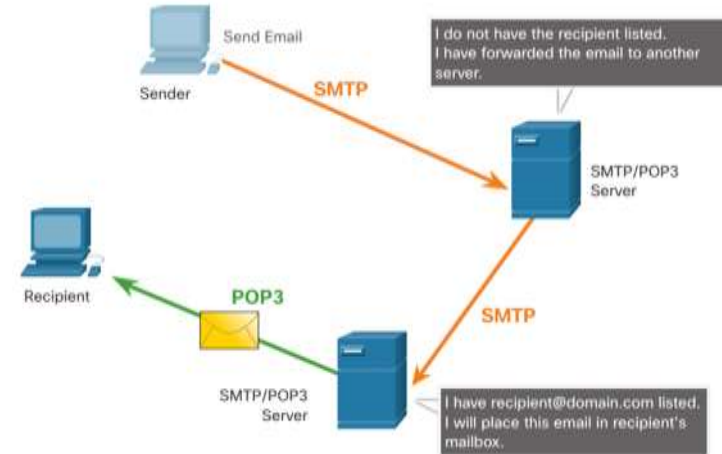 Send Email
Sender
SMTP
I do not have the recipient listed.
I have forwarded the email to another
server.
SMTP/POP3
Server
Recipient
POP3
SMTP
SMTP/POP3
Server
I have recipient@domain.com listed.
I will place this email in recipient's
mailbox.